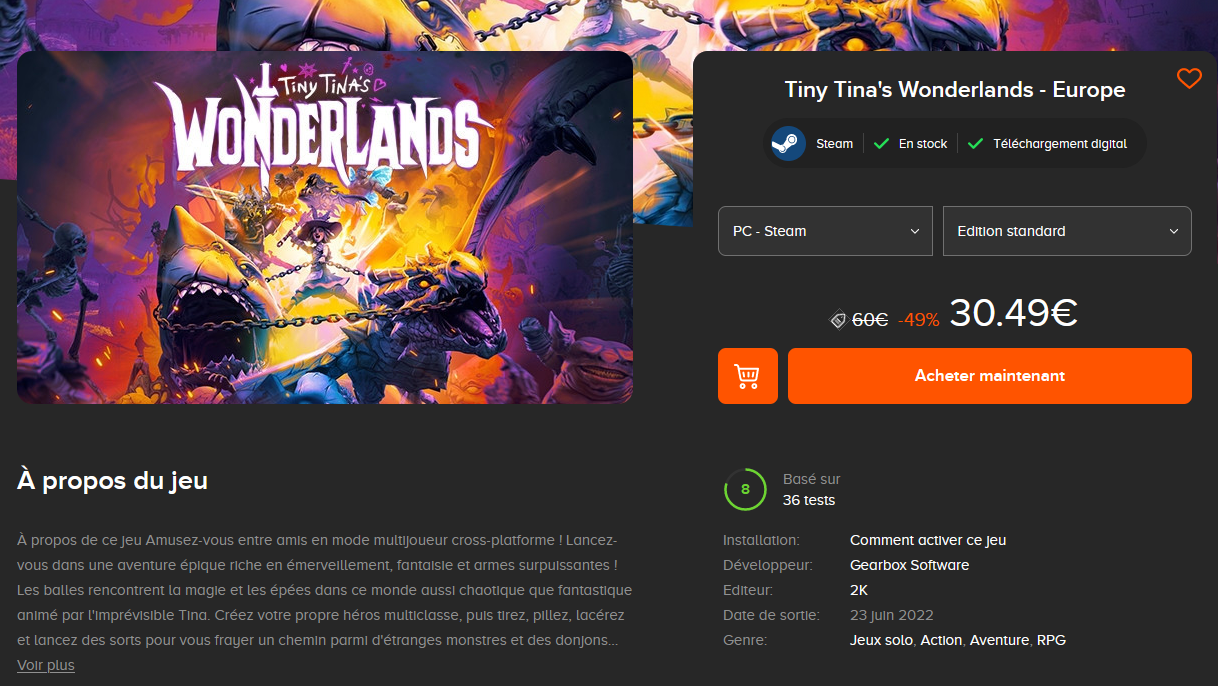 TINY TINA'S
WONDERLANDS
Tiny Tina's Wonderlands - Europe
Steam
En stock
Téléchargement digital
PC - Steam
Edition standard
60€ -49% 30.49€
Acheter maintenant
À propos du jeu
À propos de ce jeu Amusez-vous entre amis en mode multijoueur cross-platforme ! Lancez-
vous dans une aventure épique riche en émerveillement, fantaisie et armes surpuissantes !
Les balles rencontrent la magie et les épées dans ce monde aussi chaotique que fantastique
animé par l'imprévisible Tina. Créez votre propre héros multiclasse, puis tirez, pillez, lacérez
et lancez des sorts pour vous frayer un chemin parmi d'étranges monstres et des donjons...
Voir plus
8
Basé sur
36 tests
Installation: Comment activer ce jeu
Développeur: Gearbox Software
Editeur: 2K
Date de sortie: 23 juin 2022
Genre: Jeux solo, Action, Aventure, RPG